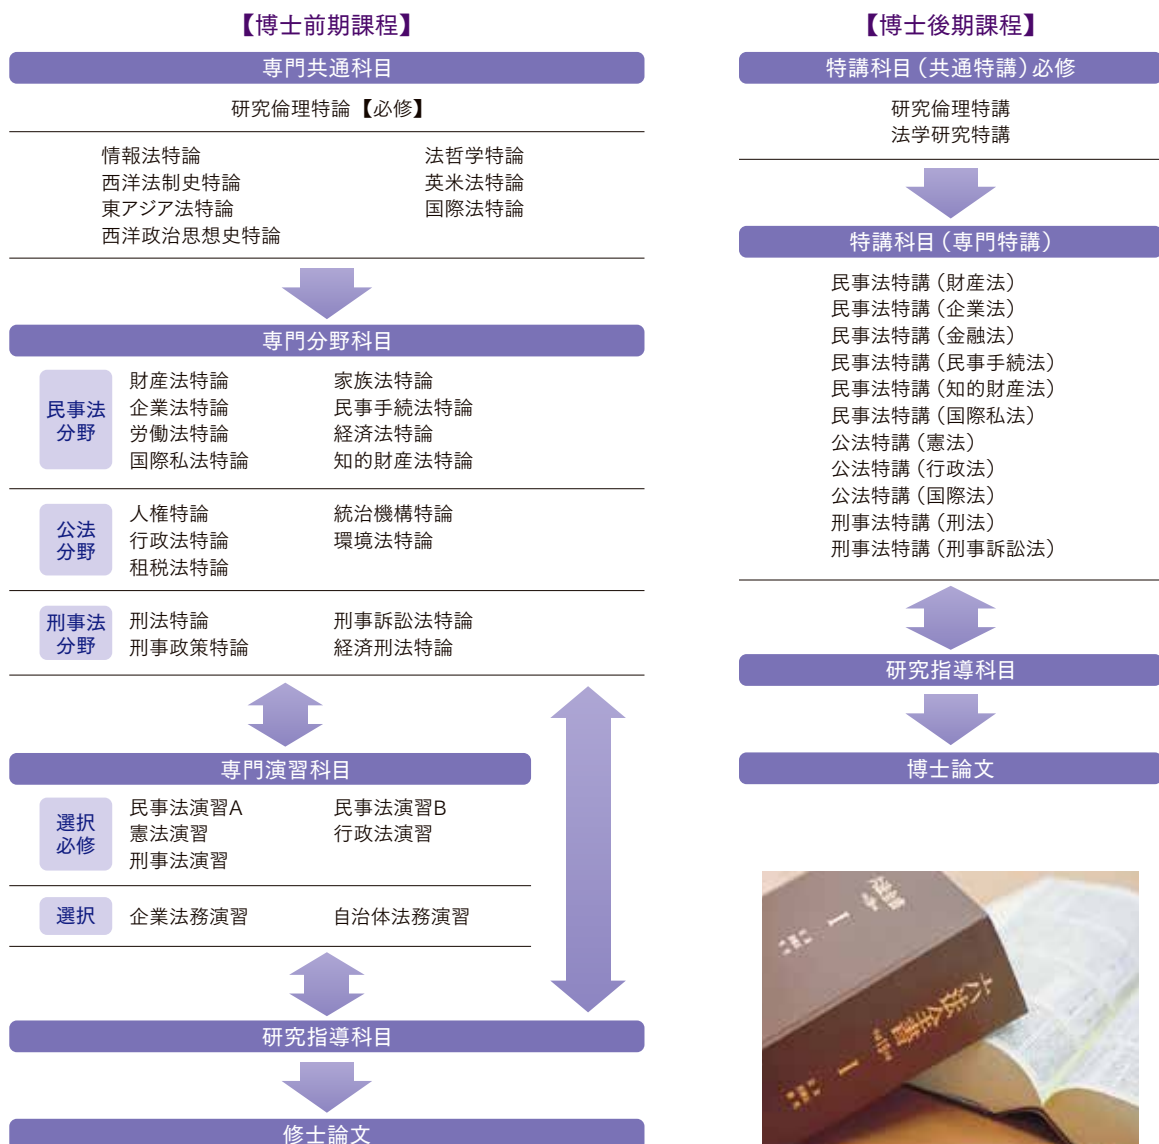 【博士前期課程】
専門共通科目
研究倫理特論【必修】
情報法特論　法哲学特論
西洋法制史特論　英米法特論
東アジア法特論　国際法特論
西洋政治思想史特論
専門分野科目
民事法
分野
財産法特論　家族法特論
企業法特論　民事手続法特論
労働法特論　経済法特論
国際私法特論　知的財産法特論
公法
分野
人権特論　統治機構特論
行政法特論　環境法特論
租税法特論
刑事法
分野
刑法特論　刑事訴訟法特論
刑事政策特論　経済刑法特論
専門演習科目
選択
必修
民事法演習A　民事法演習B
憲法演習　行政法演習
刑事法演習
選択
企業法務演習　自治体法務演習
研究指導科目
修士論文
【博士後期課程】
特講科目（共通特講）必修
研究倫理特講
法学研究特講
特講科目（専門特講）
民事法特講（財産法）
民事法特講（企業法）
民事法特講（金融法）
民事法特講（民事手続法）
民事法特講（知的財産法）
民事法特講（国際私法）
公法特講（憲法）
公法特講（行政法）
公法特講（国際法）
刑事法特講（刑法）
刑事法特講（刑事訴訟法）
研究指導科目
博士論文
六法全書 I